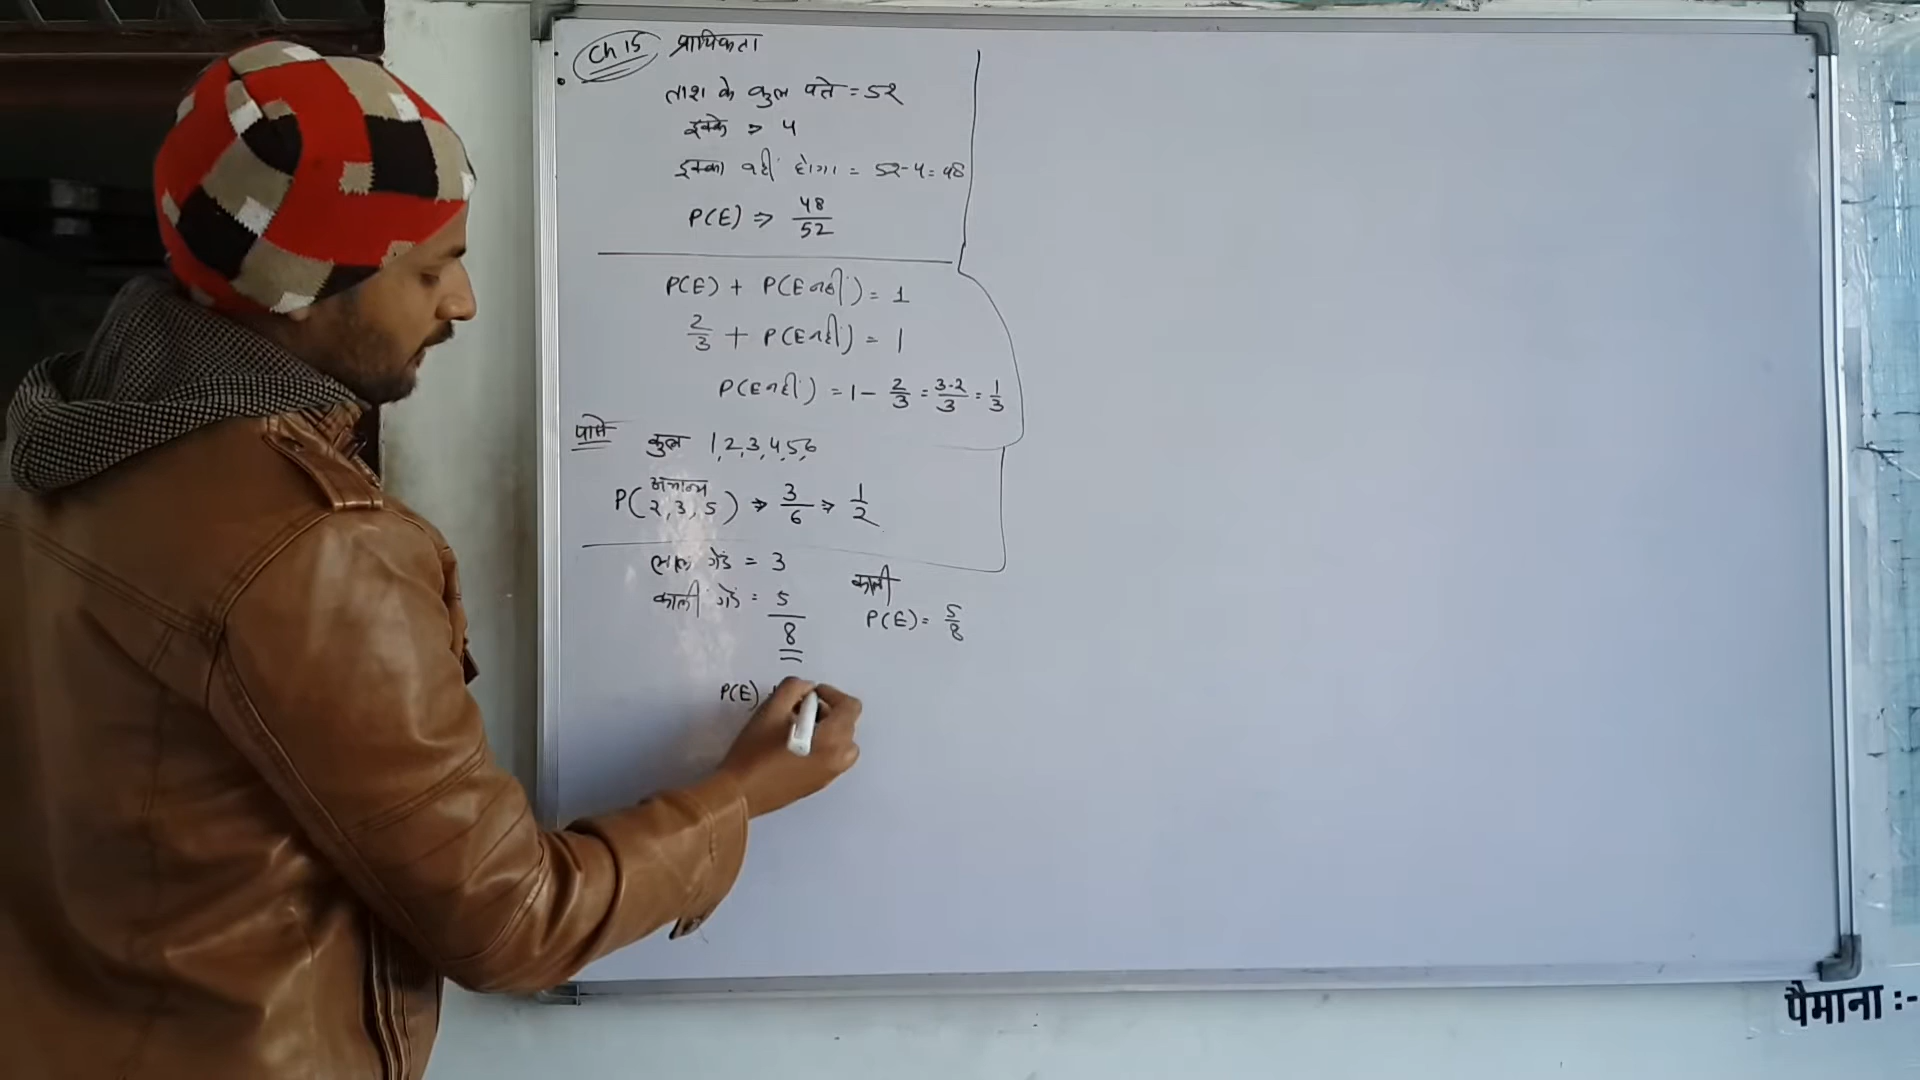 Ch 15 प्रायिकता
ताश के कुल पत्ते = 52
इक्के ⇒ 4
इक्का नहीं होगा = 52-4=48
P(E) ⇒ 48/52
P(E) + P(E नहीं) = 1
2/3 + P(E नहीं) = 1
P(E नहीं) = 1 - 2/3 = 3-2/3 = 1/3
पासे कुल 1,2,3,4,5,6
अभाज्य
P(2,3,5) ⇒ 3/6 ⇒ 1/2
लाल गेंदें = 3
काली गेंदें = 5
8
काली
P(E) = 5/8
P(E)
पैमाना :-